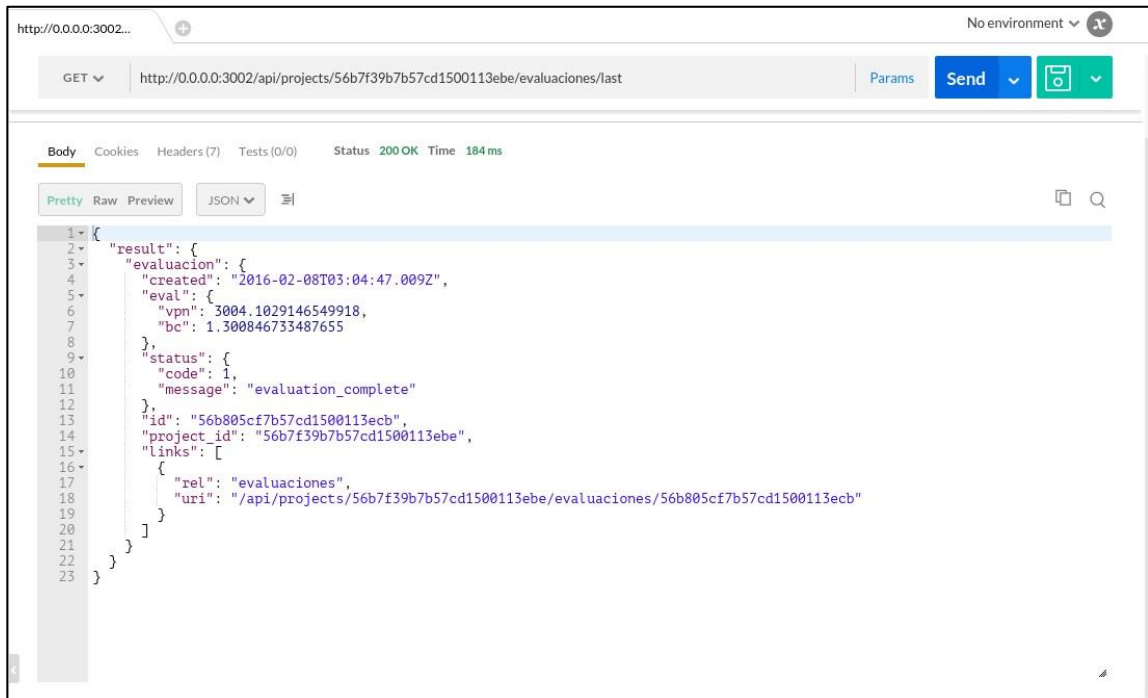 http://0.0.0.0:3002...
No environment
GET http://0.0.0.0:3002/api/projects/56b7f39b7b57cd1500113ebe/evaluaciones/last Params Send
Body Cookies Headers (7) Tests (0/0) Status 200 OK Time 184 ms
Pretty Raw Preview JSON
1 {
2 "result": {
3 "evaluacion": {
4 "created": "2016-02-08T03:04:47.009Z",
5 "eval": {
6 "vpn": 3004.1029146549918,
7 "bc": 1.300846733487655
8 },
9 "status": {
10 "code": 1,
11 "message": "evaluation_complete"
12 },
13 "id": "56b805cf7b57cd1500113ecb",
14 "project_id": "56b7f39b7b57cd1500113ebe",
15 "links": [
16 {
17 "rel": "evaluaciones",
18 "uri": "/api/projects/56b7f39b7b57cd1500113ebe/evaluaciones/56b805cf7b57cd1500113ecb"
19 }
20 ]
21 }
22 }
23 }